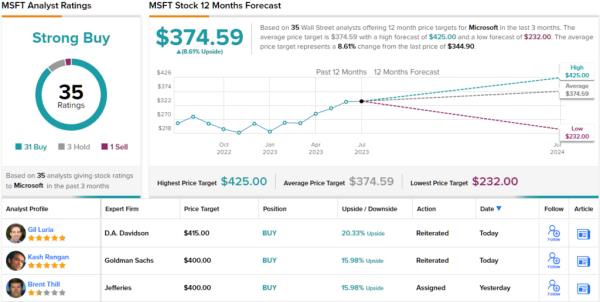 MSFT Analyst Ratings
Strong Buy
35
Ratings
31 Buy
3 Hold
1 Sell
Based on 35 analysts giving stock ratings
to Microsoft in the past 3 months
MSFT Stock 12 Months Forecast
$374.59
▲(8.61% Upside)
Based on 35 Wall Street analysts offering 12 month price targets for Microsoft in the last 3 months. The
average price target is $374.59 with a high forecast of $425.00 and a low forecast of $232.00. The average
price target represents a 8.61% change from the last price of $344.90.
Past 12 Months
12 Months Forecast
$426
$374
$322
$270
$218
Oct
2022
Jan
2023
Apr
2023
Jul
2023
Jul
2024
High
$425.00
Average
$374.59
Low
$232.00
Highest Price Target $425.00
Average Price Target $374.59
Lowest Price Target $232.00
Analyst Profile
Expert Firm
Price Target
Position
Upside / Downside
Action
Date ▼
Follow
Article
Gil Luria
D.A. Davidson
$415.00
BUY
20.33% Upside
Reiterated
Today
Follow
Kash Rangan
Goldman Sachs
$400.00
BUY
15.98% Upside
Reiterated
Today
Follow
Brent Thill
Jefferies
$400.00
BUY
15.98% Upside
Assigned
Yesterday
Follow